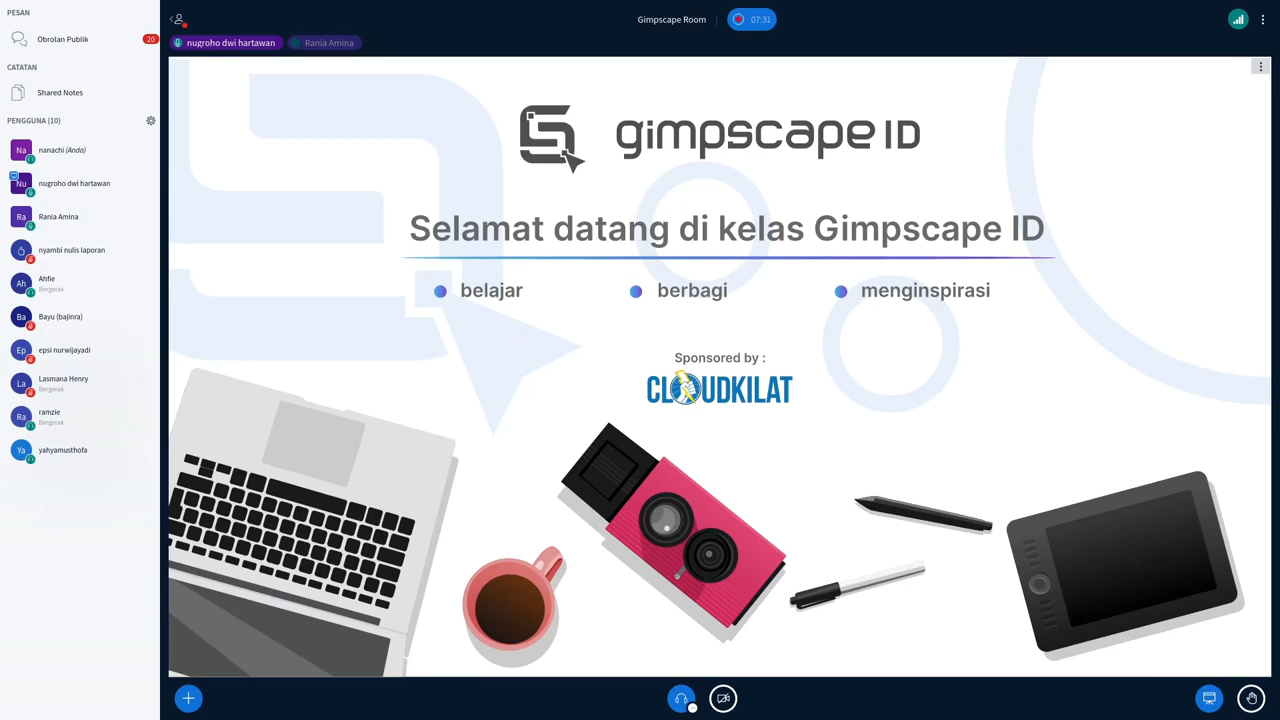 PESAN
Obrolan Publik
20
CATATAN
Shared Notes
PENGGUNA (10)
Na
nanachi (Anda)
Nu
nugroho dwi hartawan
Ra
Rania Amina
nyambi nulis laporan
Ah
Ahfie
Bergerak
Ba
Bayu (bajinra)
Ep
epsi nurwijayadi
La
Lasmana Henry
Bergerak
Ra
ramzie
Bergerak
Ya
yahyamusthofa
Gimpscape Room
07:31
nugroho dwi hartawan
Rania Amina
gimpscape ID
Selamat datang di kelas Gimpscape ID
belajar
berbagi
menginspirasi
Sponsored by :
CLOUDKILAT